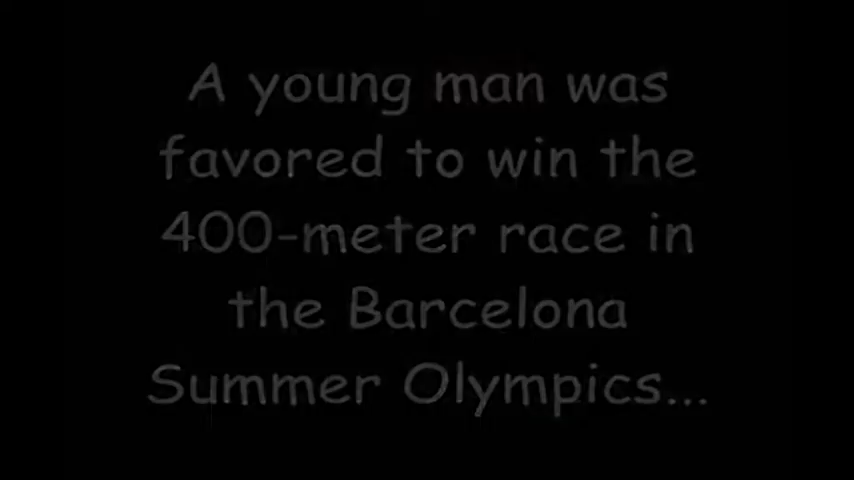 A young man was
favored to win the
400-meter race in
the Barcelona
Summer Olympics...